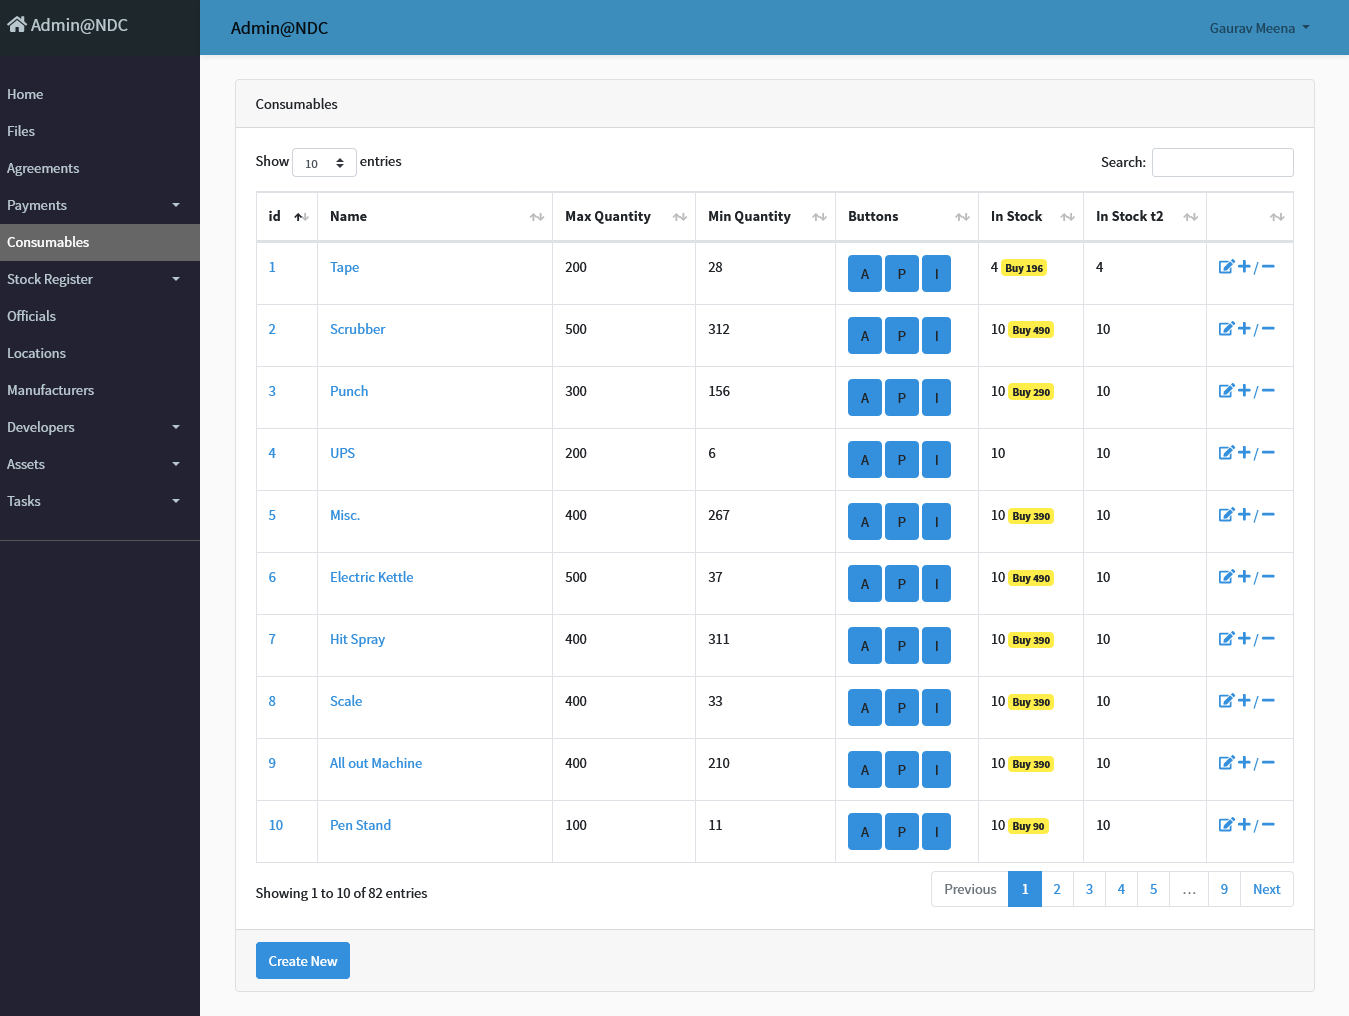 Admin@NDC
Admin@NDC
Gaurav Meena
Home
Files
Agreements
Payments
Consumables
Stock Register
Officials
Locations
Manufacturers
Developers
Assets
Tasks
Consumables
Show 10 entries
Search:
id Name Max Quantity Min Quantity Buttons In Stock In Stock t2
1 Tape 200 28 A P I 4 Buy 196 4 /
2 Scrubber 500 312 A P I 10 Buy 490 10 /
3 Punch 300 156 A P I 10 Buy 290 10 /
4 UPS 200 6 A P I 10 10 /
5 Misc. 400 267 A P I 10 Buy 390 10 /
6 Electric Kettle 500 37 A P I 10 Buy 490 10 /
7 Hit Spray 400 311 A P I 10 Buy 390 10 /
8 Scale 400 33 A P I 10 Buy 390 10 /
9 All out Machine 400 210 A P I 10 Buy 390 10 /
10 Pen Stand 100 11 A P I 10 Buy 90 10 /
Showing 1 to 10 of 82 entries
Previous 1 2 3 4 5 … 9 Next
Create New